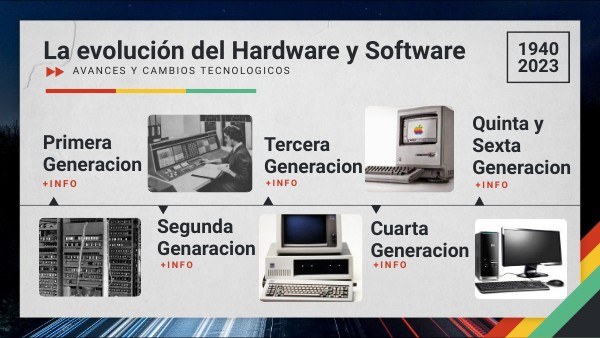 La evolución del Hardware y Software
AVANCES Y CAMBIOS TECNOLOGICOS
1940
2023
Primera
Generacion
+INFO
Tercera
Generacion
+INFO
Quinta y
Sexta
Generacion
+INFO
Segunda
Genaracion
+INFO
Cuarta
Generacion
+INFO